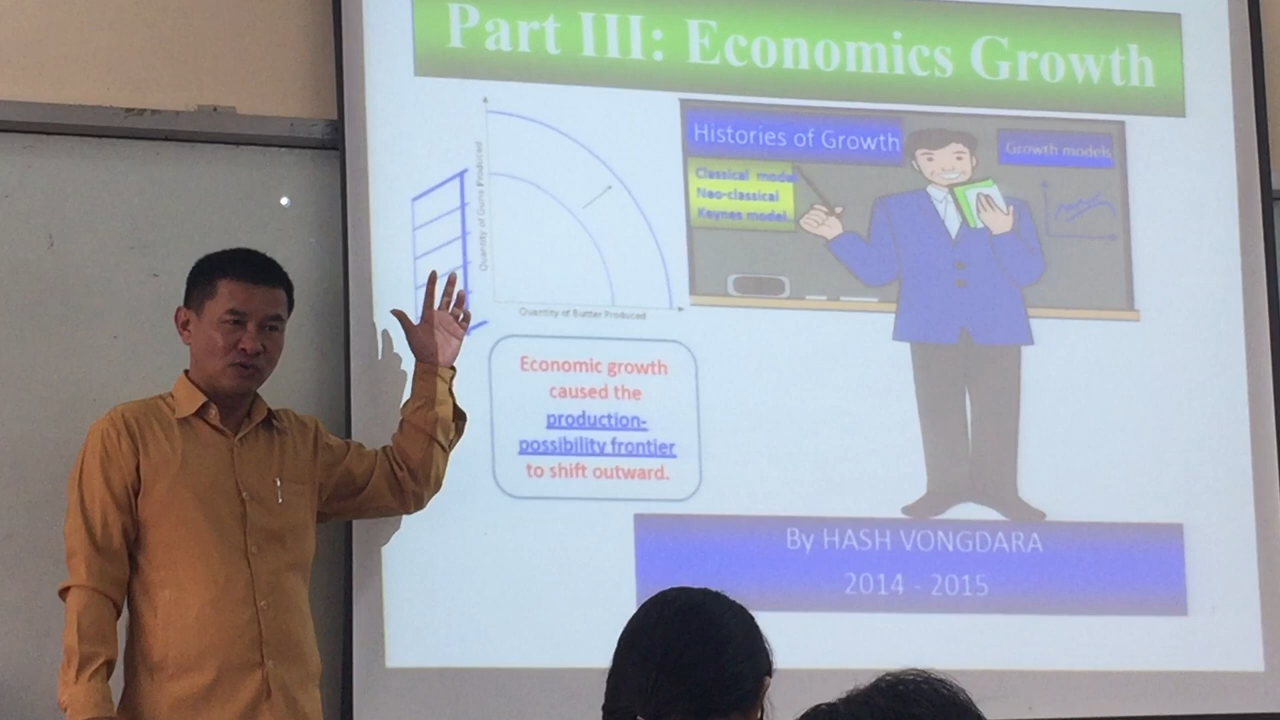 Part III: Economics Growth
Quantity of Guns Produced
Quantity of Butter Produced
Histories of Growth
Growth models
Classical model
Neo-classical
Keynes model
Economic growth
caused the
production-
possibility frontier
to shift outward.
By HASH VONGDARA
2014 - 2015